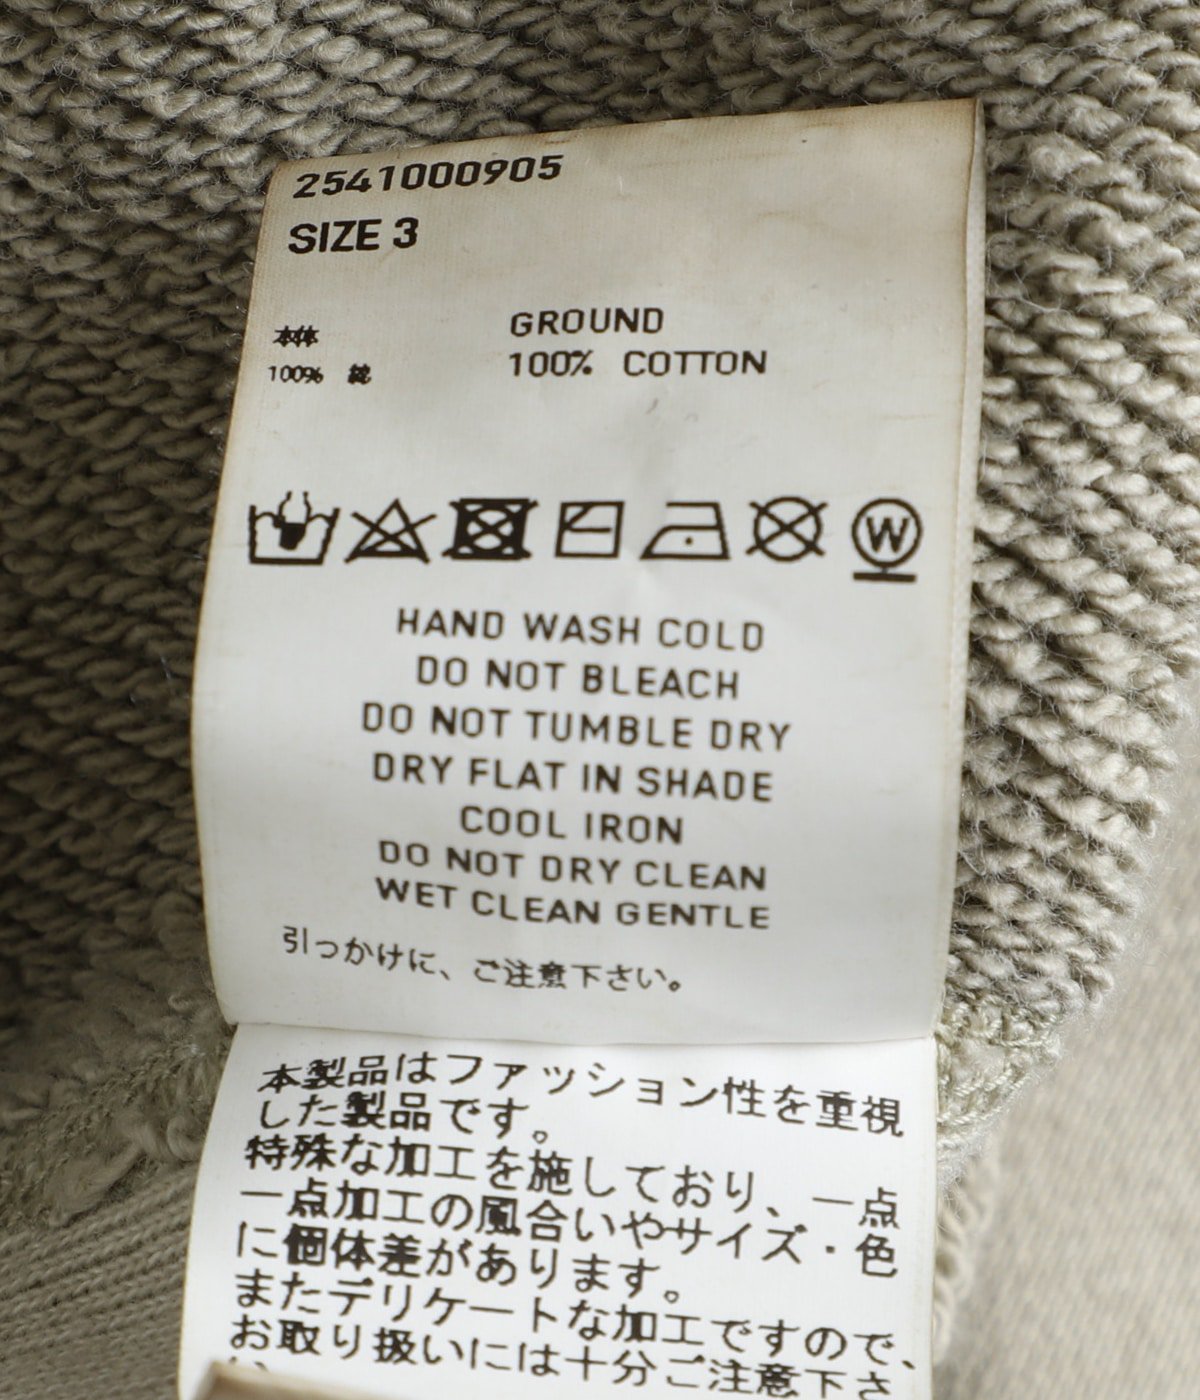 2541000905
SIZE 3
本体
100% 綿
GROUND
100% COTTON
W
HAND WASH COLD
DO NOT BLEACH
DO NOT TUMBLE DRY
DRY FLAT IN SHADE
COOL IRON
DO NOT DRY CLEAN
WET CLEAN GENTLE
引っかけに、ご注意下さい。
本製品はファッション性を重視
した製品です。
特殊な加工を施しており、一点
一点加工の風合いやサイズ・色
に個体差があります。
またデリケートな加工ですので、
お取り扱いには十分ご注意下さ